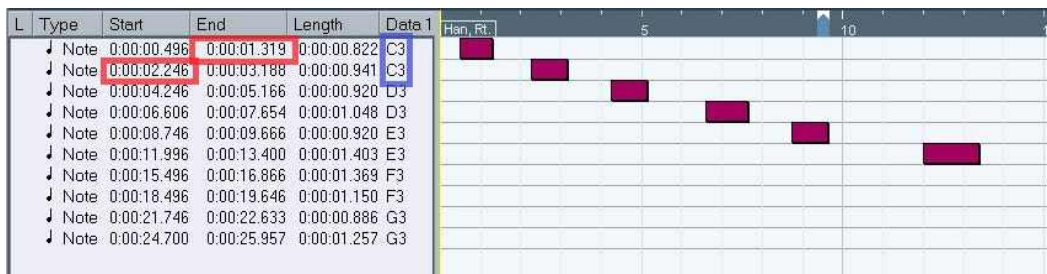 L Type Start End Length Data 1 Han, Rt. 5 10
Note 0:00:00.496 0:00:01.319 0:00:00.822 C3
Note 0:00:02.246 0:00:03.188 0:00:00.941 C3
Note 0:00:04.246 0:00:05.166 0:00:00.920 D3
Note 0:00:06.606 0:00:07.654 0:00:01.048 D3
Note 0:00:08.746 0:00:09.666 0:00:00.920 E3
Note 0:00:11.996 0:00:13.400 0:00:01.403 E3
Note 0:00:15.496 0:00:16.866 0:00:01.369 F3
Note 0:00:18.496 0:00:19.646 0:00:01.150 F3
Note 0:00:21.746 0:00:22.633 0:00:00.886 G3
Note 0:00:24.700 0:00:25.957 0:00:01.257 G3